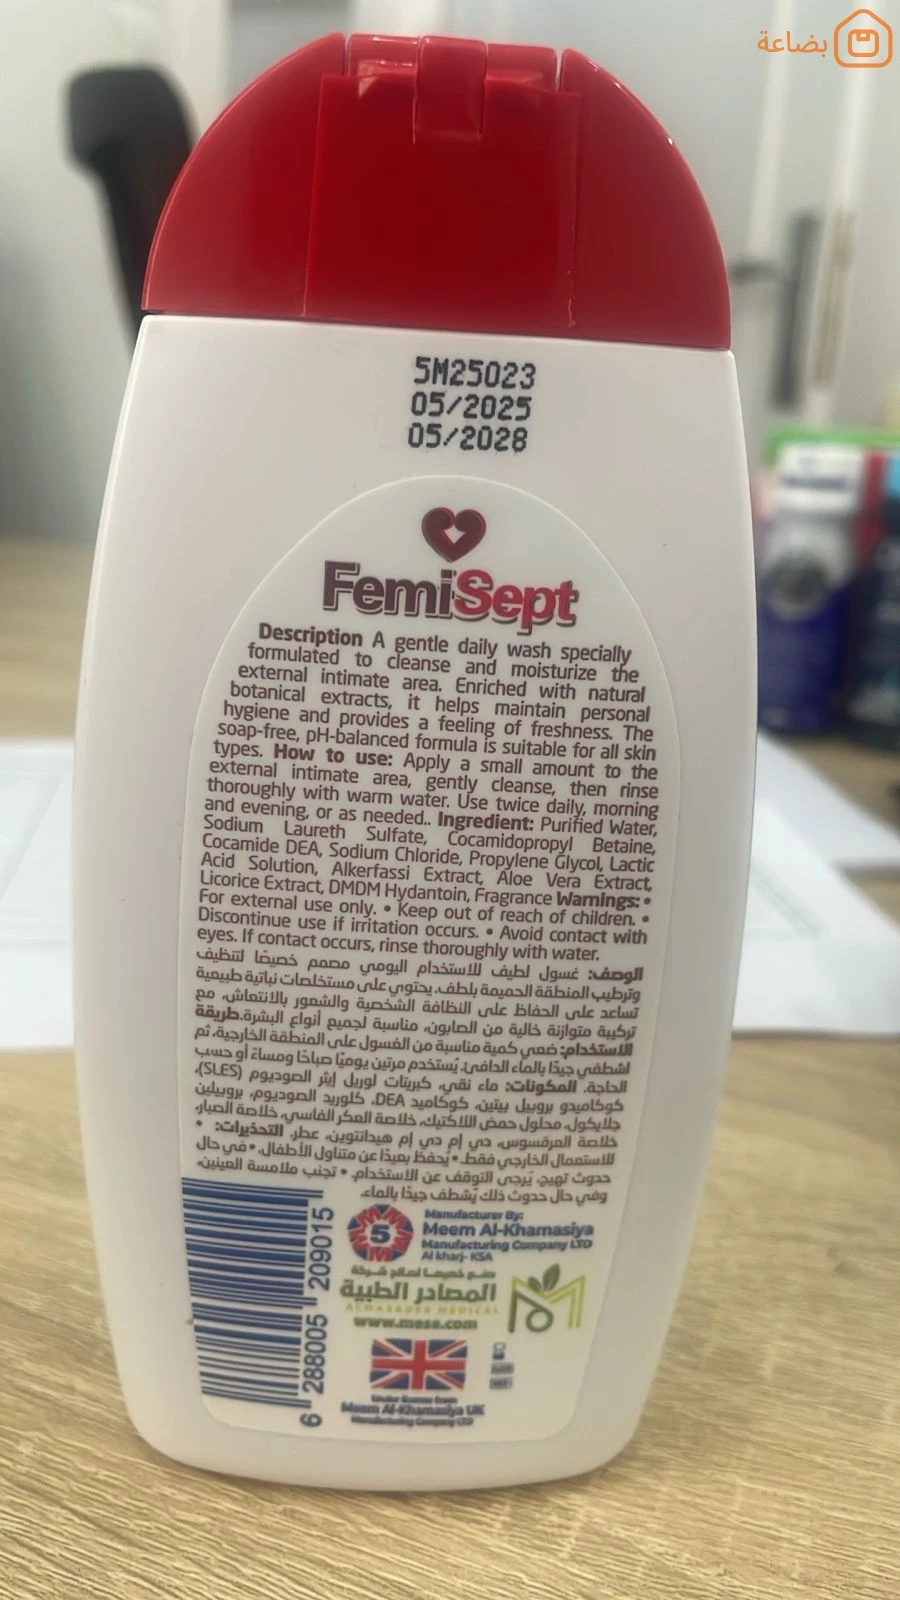 بضاعة
5M25023
05/2025
05/2028
FemiSept
Description A gentle daily wash specially
formulated to cleanse and moisturize the
external intimate area. Enriched with natural
botanical extracts, it helps maintain personal
hygiene and provides a feeling of freshness. The
soap-free, pH-balanced formula is suitable for all skin
types. How to use: Apply a small amount to the
external intimate area, gently cleanse, then rinse
thoroughly with warm water. Use twice daily, morning
and evening, or as needed.. Ingredient: Purified Water,
Sodium Laureth Sulfate, Cocamidopropyl Betaine,
Cocamide DEA, Sodium Chloride, Propylene Glycol, Lactic
Acid Solution, Alkerfassi Extract, Aloe Vera Extract,
Licorice Extract, DMDM Hydantoin, Fragrance Warnings: •
For external use only. • Keep out of reach of children. •
Discontinue use if irritation occurs. • Avoid contact with
eyes. If contact occurs, rinse thoroughly with water.
الوصف: غسول لطيف للاستخدام اليومي مصمم خصيصًا لتنظيف
وترطيب المنطقة الحميمة بلطف. يحتوي على مستخلصات نباتية طبيعية
تساعد على الحفاظ على النظافة الشخصية والشعور بالانتعاش، مع
تركيبة متوازنة خالية من الصابون، مناسبة لجميع أنواع البشرة. طريقة
الاستخدام: ضعي كمية مناسبة من الغسول على المنطقة الخارجية، ثم
اشطفي جيدًا بالماء الدافئ. يُستخدم مرتين يوميًا صباحًا ومساءً أو حسب
الحاجة. المكونات: ماء نقي، كبريتات لوريل إيثر الصوديوم (SLES)،
كوكاميدو بروبيل بيتين، كوكاميد DEA، كلوريد الصوديوم، بروبيلين
جلايكول، محلول حمض اللاكتيك، خلاصة العكر الفاسي، خلاصة الصبار،
خلاصة العرقسوس، دي إم دي إم هيدانتوين، عطر. التحذيرات: •
للاستعمال الخارجي فقط. • يُحفظ بعيدًا عن متناول الأطفال. • في حال
حدوث تهيج، يُرجى التوقف عن الاستخدام. • تجنب ملامسة العينين،
وفي حال حدوث ذلك يُشطف جيدًا بالماء.
6 288005 209015
5
Manufacturer By:
Meem Al-Khamasiya
Manufacturing Company LTD
Al kharj- KSA
صنع خصيصا لصالح شركة
المصادر الطبية
ALMASADER MEDICAL
www.mese.com
Under license from
Meem Al-Khamasiya UK
Manufacturing Company LTD